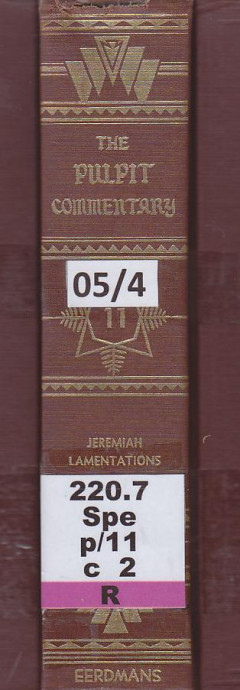 THE
PULPIT
COMMENTARY
05/4
11
JEREMIAH
LAMENTATIONS
220.7
Spe
p/11
c 2
R
EERDMANS